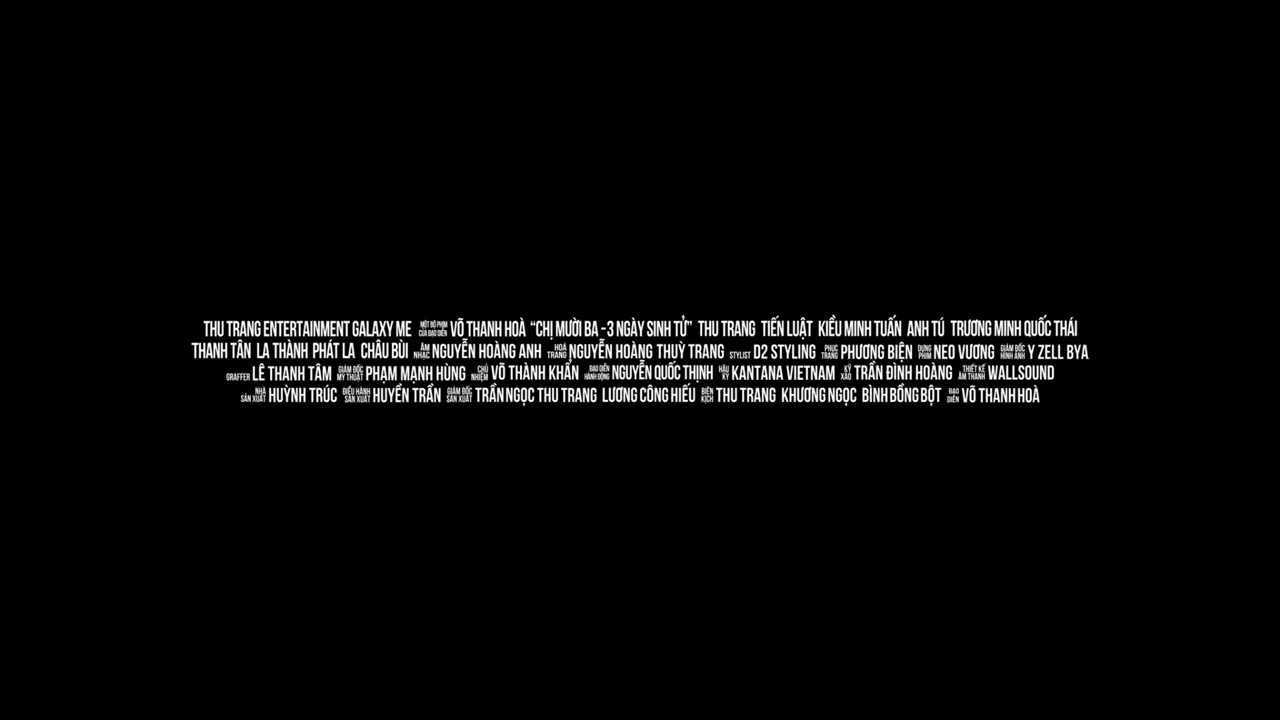 THU TRANG ENTERTAINMENT GALAXY ME MỘT BỘ PHIM CỦA ĐẠO DIỄN VÕ THANH HOÀ “CHỊ MƯỜI BA - 3 NGÀY SINH TỬ” THU TRANG TIẾN LUẬT KIỀU MINH TUẤN ANH TÚ TRƯƠNG MINH QUỐC THÁI
THANH TÂN LA THÀNH PHÁT LA CHÂU BÙI ÂM NHẠC NGUYỄN HOÀNG ANH HOÁ TRANG NGUYỄN HOÀNG THUỲ TRANG STYLIST D2 STYLING PHỤC TRANG PHƯƠNG BIỆN DỰNG PHIM NEO VƯƠNG GIÁM ĐỐC HÌNH ẢNH Y ZELL BYA
GRAFFER LÊ THANH TÂM GIÁM ĐỐC MỸ THUẬT PHẠM MẠNH HÙNG CHỦ NHIỆM VÕ THÀNH KHẨN ĐẠO DIỄN HÀNH ĐỘNG NGUYỄN QUỐC THỊNH HẬU KỲ KANTANA VIETNAM KỸ XẢO TRẦN ĐÌNH HOÀNG THIẾT KẾ ÂM THANH WALLSOUND
NHÀ SẢN XUẤT HUỲNH TRÚC ĐIỀU HÀNH SẢN XUẤT HUYỀN TRẦN GIÁM ĐỐC SẢN XUẤT TRẦN NGỌC THU TRANG LƯƠNG CÔNG HIẾU BIÊN KỊCH THU TRANG KHƯƠNG NGỌC BÌNH BỒNG BỘT ĐẠO DIỄN VÕ THANH HOÀ